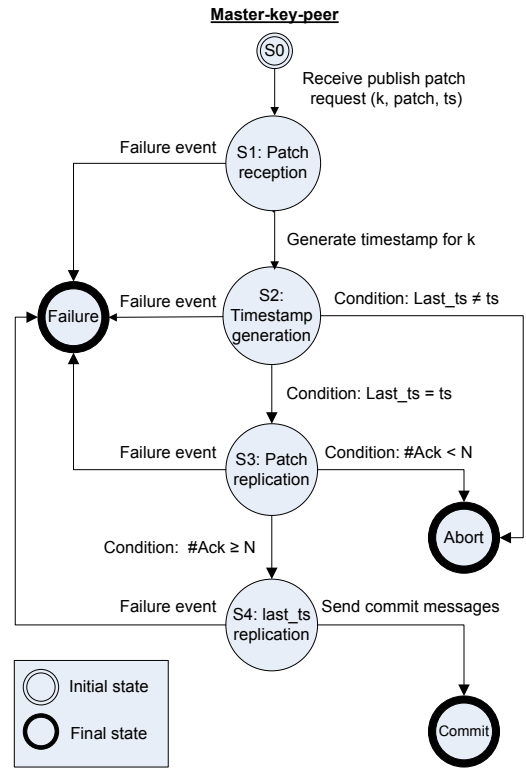 Master-key-peer
S0
Receive publish patch
request (k, patch, ts)
Failure event
S1: Patch
reception
Generate timestamp for k
Failure
Failure event
S2:
Timestamp
generation
Condition: Last_ts ≠ ts
Condition: Last_ts = ts
Failure event
S3: Patch
replication
Condition: #Ack < N
Abort
Condition: #Ack ≥ N
Failure event
S4: last_ts
replication
Send commit messages
Commit
Initial state
Final state